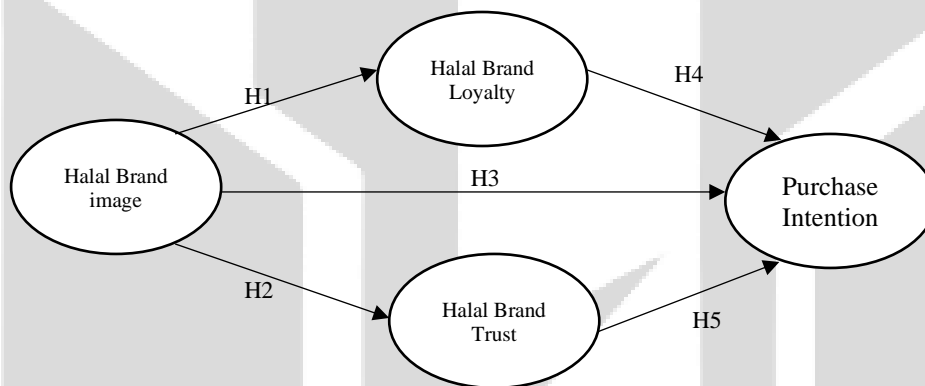 Halal Brand
Loyalty
H4
H1
Halal Brand
image
H3
Purchase
Intention
H2
Halal Brand
Trust
H5